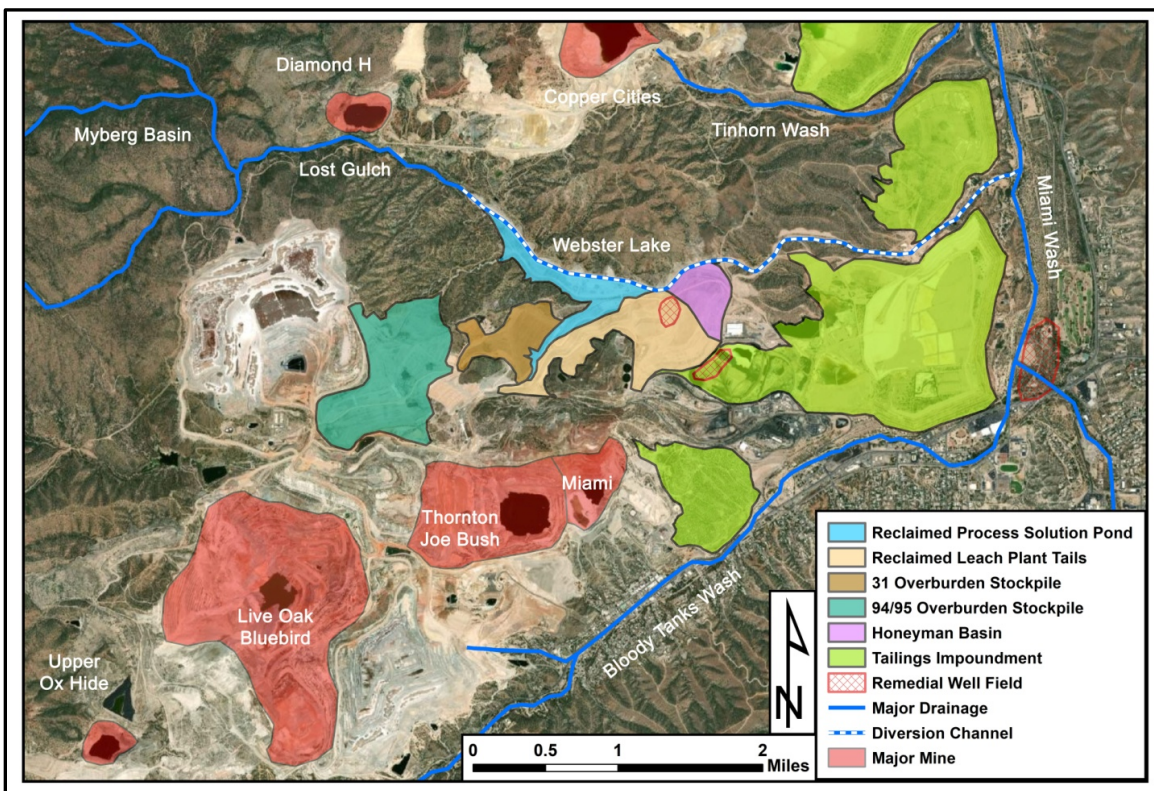 Diamond H
Copper Cities
Myberg Basin
Tinhorn Wash
Lost Gulch
Miami Wash
Webster Lake
Miami
Thornton
Joe Bush
Live Oak
Bluebird
Upper
Ox Hide
Bloody Tanks Wash
Reclaimed Process Solution Pond
Reclaimed Leach Plant Tails
31 Overburden Stockpile
94/95 Overburden Stockpile
Honeyman Basin
Tailings Impoundment
Remedial Well Field
Major Drainage
Diversion Channel
Major Mine
N
0 0.5 1 2
Miles